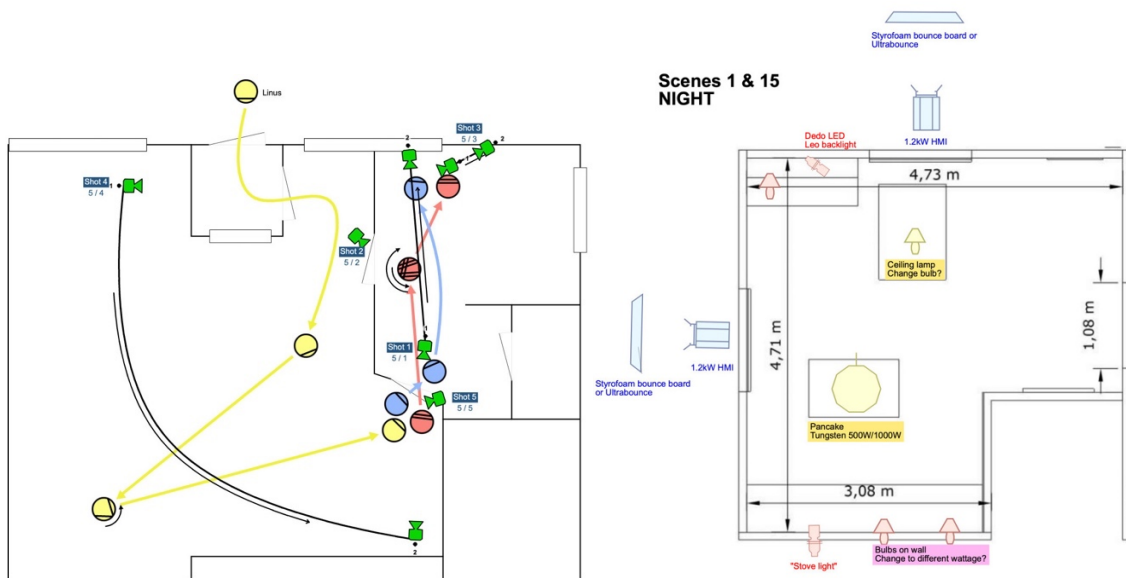 Linus
Shot 4
5 / 4
1
Shot 2
5 / 2
2
Shot 3
5 / 3
2
1
Shot 1
5 / 1
1
Shot 5
5 / 5
2
Styrofoam bounce board or
Ultrabounce
Scenes 1 & 15
NIGHT
1.2kW HMI
Dedo LED
Leo backlight
4,73 m
Ceiling lamp
Change bulb?
4,71 m
1,08 m
1.2kW HMI
Styrofoam bounce board
or Ultrabounce
Pancake
Tungsten 500W/1000W
3,08 m
"Stove light"
Bulbs on wall
Change to different wattage?